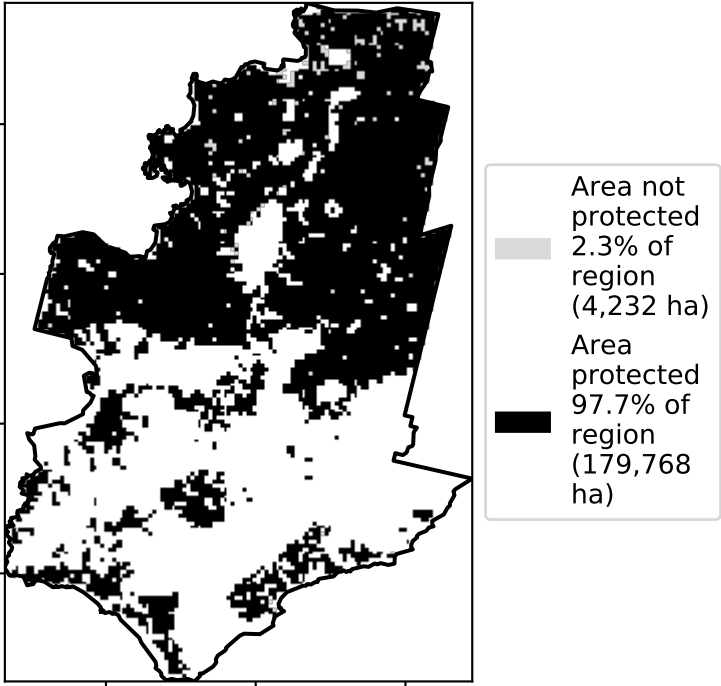 Area not
protected
2.3% of
region
(4,232 ha)
Area
protected
97.7% of
region
(179,768
ha)